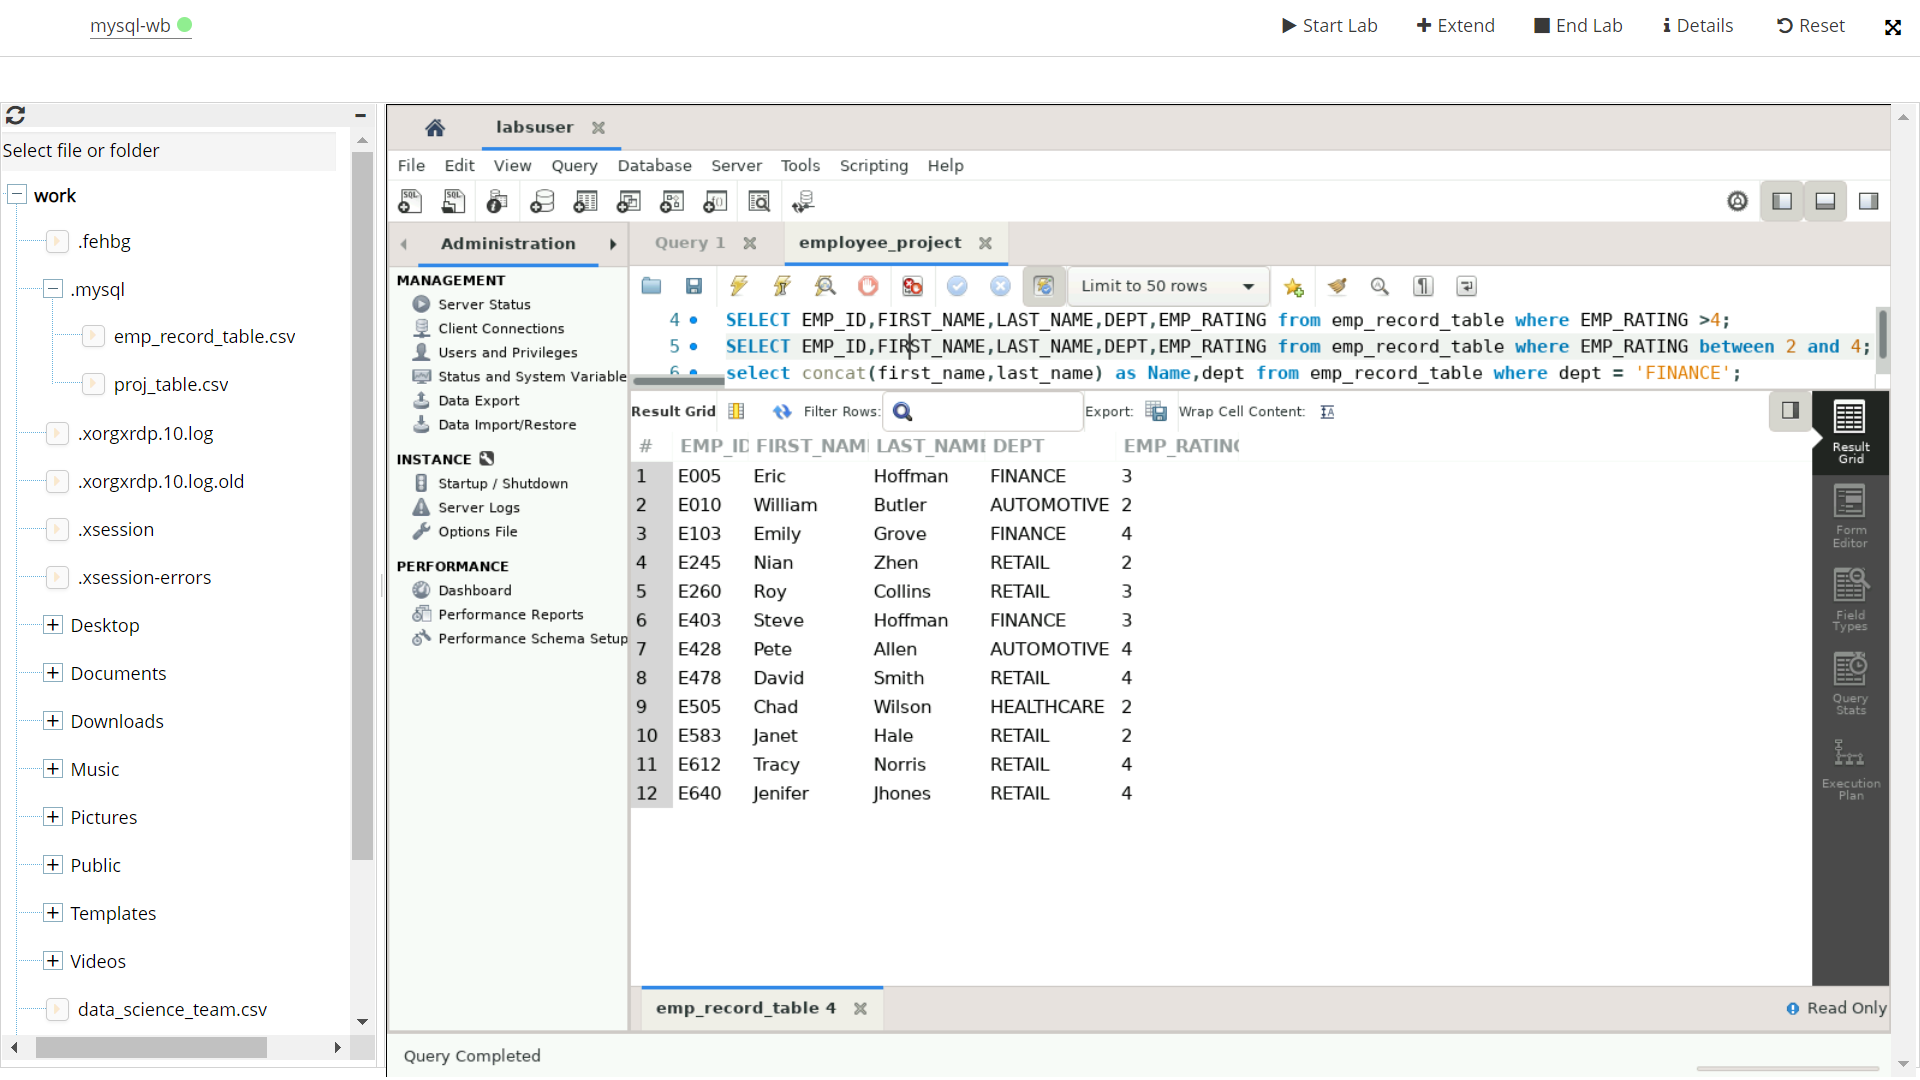 mysql-wb
Start Lab Extend End Lab Details Reset
Select file or folder
work
.fehbg
.mysql
emp_record_table.csv
proj_table.csv
.xorgxrdp.10.log
.xorgxrdp.10.log.old
.xsession
.xsession-errors
Desktop
Documents
Downloads
Music
Pictures
Public
Templates
Videos
data_science_team.csv
labsuser
File Edit View Query Database Server Tools Scripting Help
Administration
MANAGEMENT
Server Status
Client Connections
Users and Privileges
Status and System Variable
Data Export
Data Import/Restore
INSTANCE
Startup / Shutdown
Server Logs
Options File
PERFORMANCE
Dashboard
Performance Reports
Performance Schema Setup
Query 1 employee_project
Limit to 50 rows
4 SELECT EMP_ID,FIRST_NAME,LAST_NAME,DEPT,EMP_RATING from emp_record_table where EMP_RATING >4;
5 SELECT EMP_ID,FIRST_NAME,LAST_NAME,DEPT,EMP_RATING from emp_record_table where EMP_RATING between 2 and 4;
6 select concat(first_name,last_name) as Name,dept from emp_record_table where dept = 'FINANCE';
Result Grid Filter Rows: Export: Wrap Cell Content:
# EMP_ID FIRST_NAME LAST_NAME DEPT EMP_RATING
1 E005 Eric Hoffman FINANCE 3
2 E010 William Butler AUTOMOTIVE 2
3 E103 Emily Grove FINANCE 4
4 E245 Nian Zhen RETAIL 2
5 E260 Roy Collins RETAIL 3
6 E403 Steve Hoffman FINANCE 3
7 E428 Pete Allen AUTOMOTIVE 4
8 E478 David Smith RETAIL 4
9 E505 Chad Wilson HEALTHCARE 2
10 E583 Janet Hale RETAIL 2
11 E612 Tracy Norris RETAIL 4
12 E640 Jenifer Jhones RETAIL 4
Result
Grid
Form
Editor
Field
Types
Query
Stats
Execution
Plan
emp_record_table 4
Read Only
Query Completed